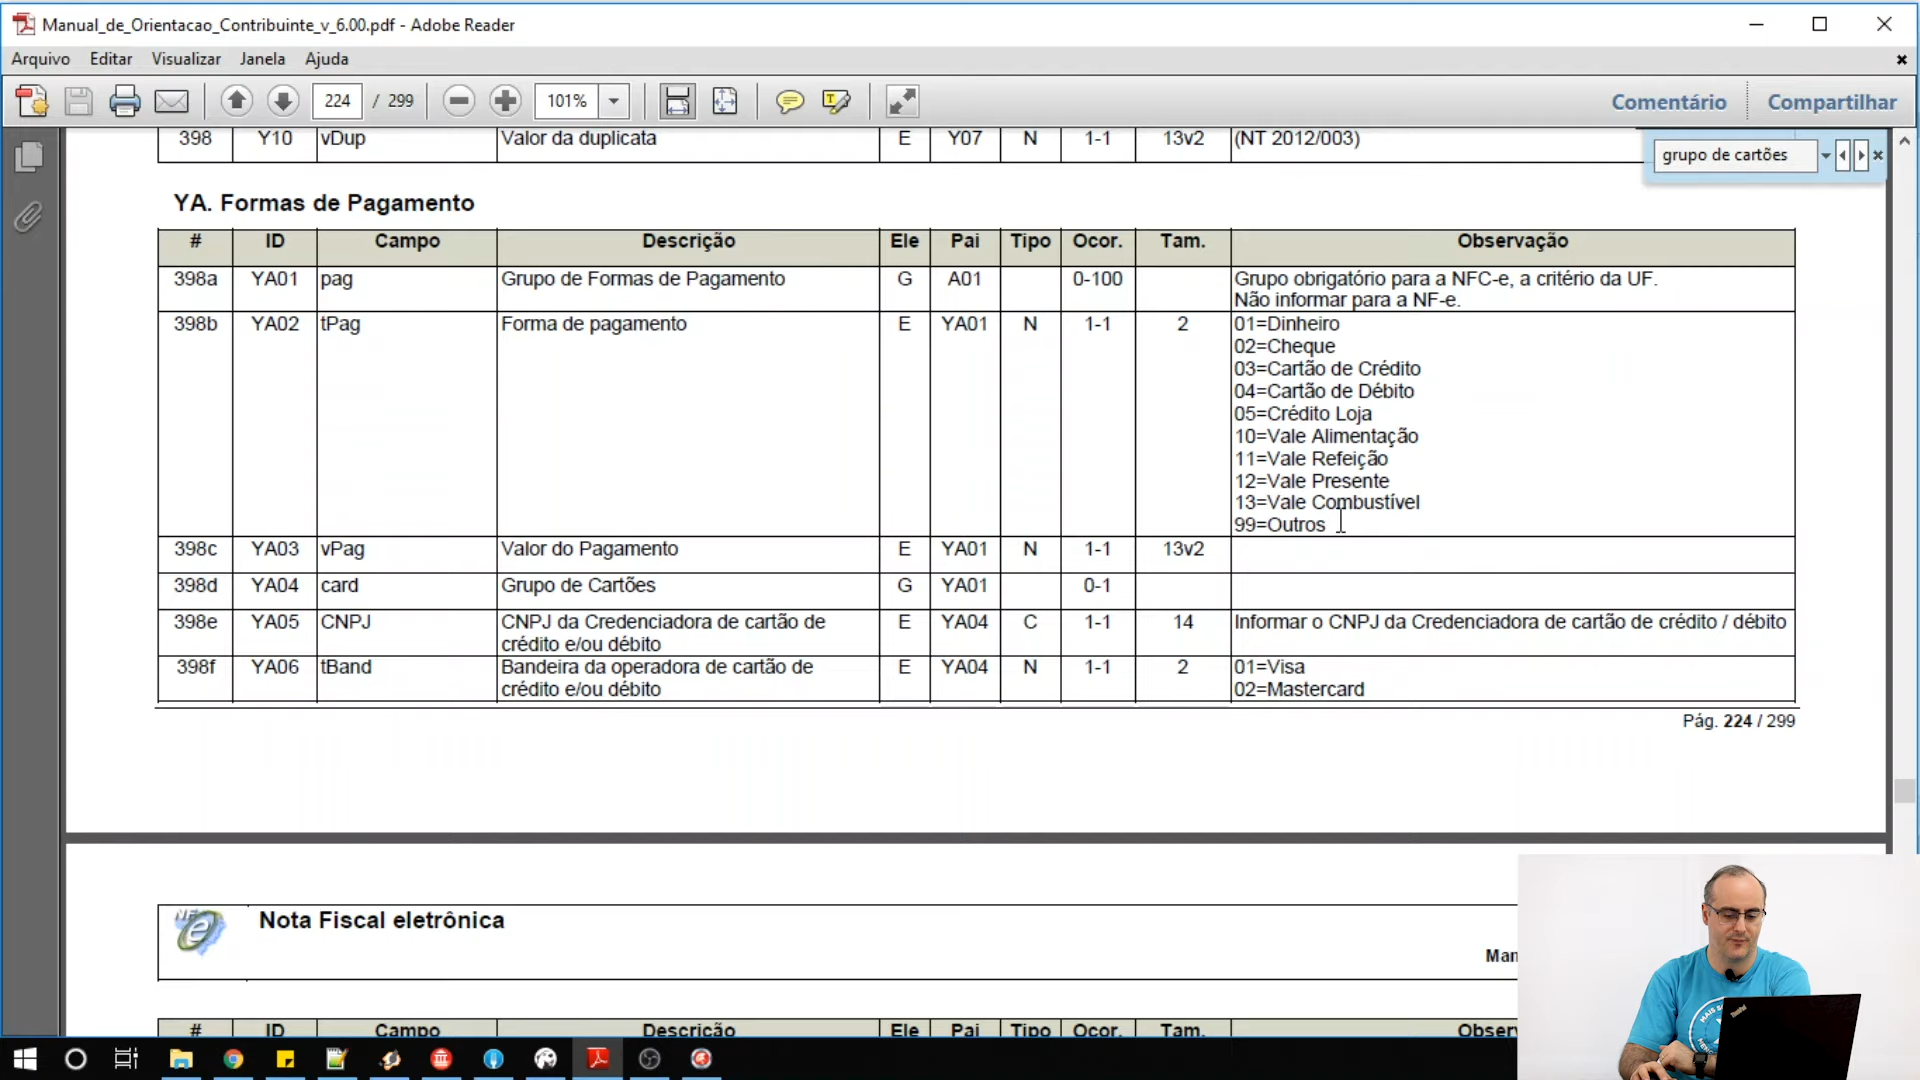 Manual_de_Orientacao_Contribuinte_v_6.00.pdf - Adobe Reader
Arquivo Editar Visualizar Janela Ajuda
224 / 299 101% Comentário Compartilhar
grupo de cartões
398 Y10 vDup Valor da duplicata E Y07 N 1-1 13v2 (NT 2012/003)
YA. Formas de Pagamento
# ID Campo Descrição Ele Pai Tipo Ocor. Tam. Observação
398a YA01 pag Grupo de Formas de Pagamento G A01 0-100 Grupo obrigatório para a NFC-e, a critério da UF.
Não informar para a NF-e.
398b YA02 tPag Forma de pagamento E YA01 N 1-1 2 01=Dinheiro
02=Cheque
03=Cartão de Crédito
04=Cartão de Débito
05=Crédito Loja
10=Vale Alimentação
11=Vale Refeição
12=Vale Presente
13=Vale Combustível
99=Outros
398c YA03 vPag Valor do Pagamento E YA01 N 1-1 13v2
398d YA04 card Grupo de Cartões G YA01 0-1
398e YA05 CNPJ CNPJ da Credenciadora de cartão de E YA04 C 1-1 14 Informar o CNPJ da Credenciadora de cartão de crédito / débito
crédito e/ou débito
398f YA06 tBand Bandeira da operadora de cartão de E YA04 N 1-1 2 01=Visa
crédito e/ou débito 02=Mastercard
Pág. 224 / 299
NF e
Nota Fiscal eletrônica
Man
# ID Campo Descrição Ele Pai Tipo Ocor. Tam. Obser
ThinkPad